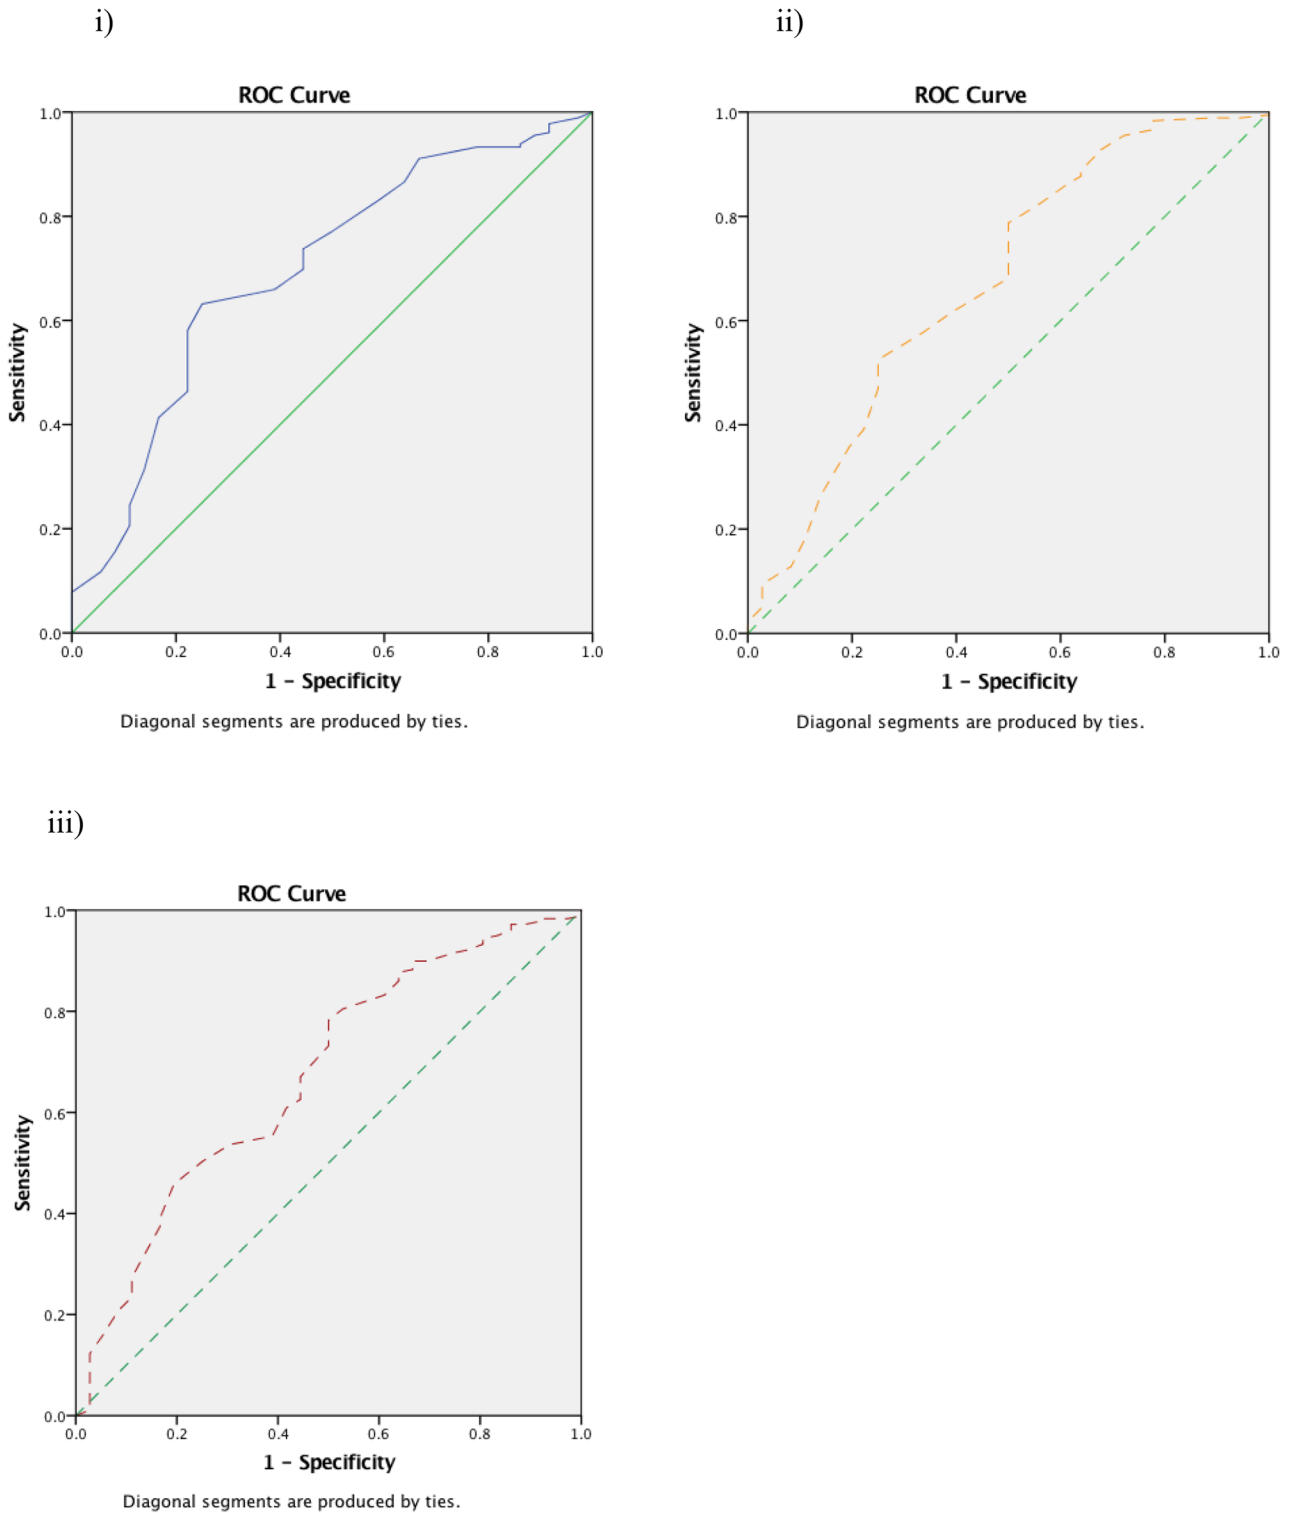 i)
ROC Curve
1.0
0.8
0.6
0.4
0.2
0.0
Sensitivity
0.0 0.2 0.4 0.6 0.8 1.0
1 – Specificity
Diagonal segments are produced by ties.
ii)
ROC Curve
1.0
0.8
0.6
0.4
0.2
0.0
Sensitivity
0.0 0.2 0.4 0.6 0.8 1.0
1 – Specificity
Diagonal segments are produced by ties.
iii)
ROC Curve
1.0
0.8
0.6
0.4
0.2
0.0
Sensitivity
0.0 0.2 0.4 0.6 0.8 1.0
1 – Specificity
Diagonal segments are produced by ties.